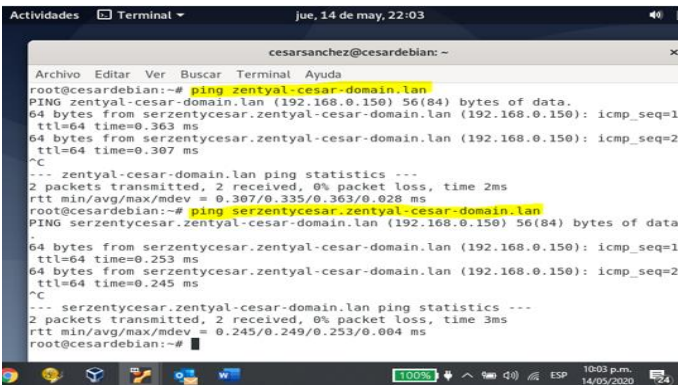 Actividades Terminal jue, 14 de may, 22:03
cesarsanchez@cesardebian: ~
Archivo Editar Ver Buscar Terminal Ayuda
root@cesardebian:~# ping zentyal-cesar-domain.lan
PING zentyal-cesar-domain.lan (192.168.0.150) 56(84) bytes of data.
64 bytes from serzentycesar.zentyal-cesar-domain.lan (192.168.0.150): icmp_seq=1
ttl=64 time=0.363 ms
64 bytes from serzentycesar.zentyal-cesar-domain.lan (192.168.0.150): icmp_seq=2
ttl=64 time=0.307 ms
^C
--- zentyal-cesar-domain.lan ping statistics ---
2 packets transmitted, 2 received, 0% packet loss, time 2ms
rtt min/avg/max/mdev = 0.307/0.335/0.363/0.028 ms
root@cesardebian:~# ping serzentycesar.zentyal-cesar-domain.lan
PING serzentycesar.zentyal-cesar-domain.lan (192.168.0.150) 56(84) bytes of data
.
64 bytes from serzentycesar.zentyal-cesar-domain.lan (192.168.0.150): icmp_seq=1
ttl=64 time=0.253 ms
64 bytes from serzentycesar.zentyal-cesar-domain.lan (192.168.0.150): icmp_seq=2
ttl=64 time=0.245 ms
^C
--- serzentycesar.zentyal-cesar-domain.lan ping statistics ---
2 packets transmitted, 2 received, 0% packet loss, time 3ms
rtt min/avg/max/mdev = 0.245/0.249/0.253/0.004 ms
root@cesardebian:~#
100% ESP 10:03 p.m.
14/05/2020 24